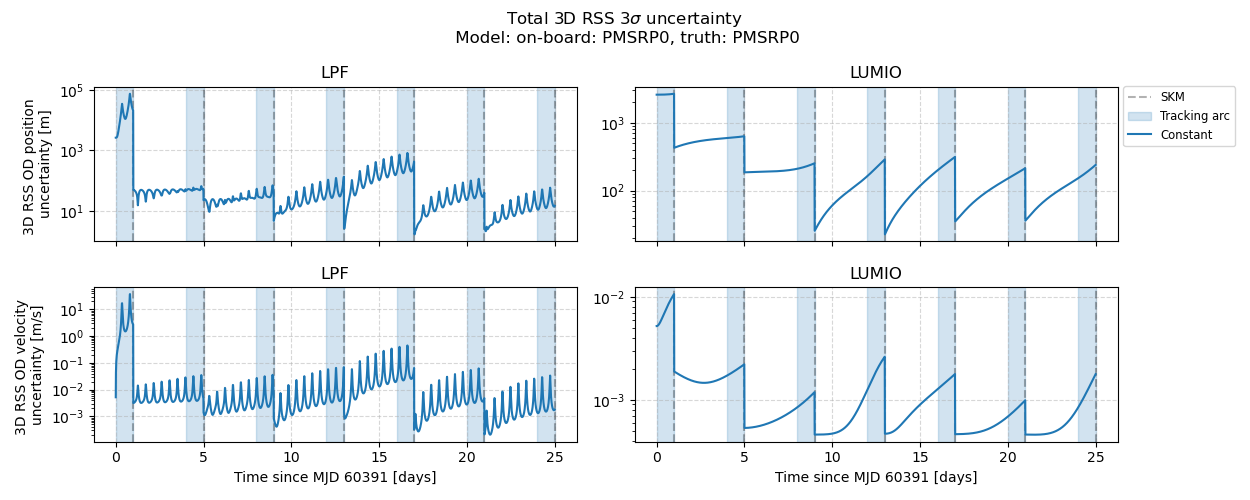 Total 3D RSS 3σ uncertainty
Model: on-board: PMSRP0, truth: PMSRP0
LPF
LUMIO
3D RSS OD position
uncertainty [m]
10^5
10^3
10^1
10^3
10^2
SKM
Tracking arc
Constant
LPF
LUMIO
3D RSS OD velocity
uncertainty [m/s]
10^1
10^0
10^-1
10^-2
10^-3
10^-2
10^-3
0 5 10 15 20 25
0 5 10 15 20 25
Time since MJD 60391 [days]
Time since MJD 60391 [days]